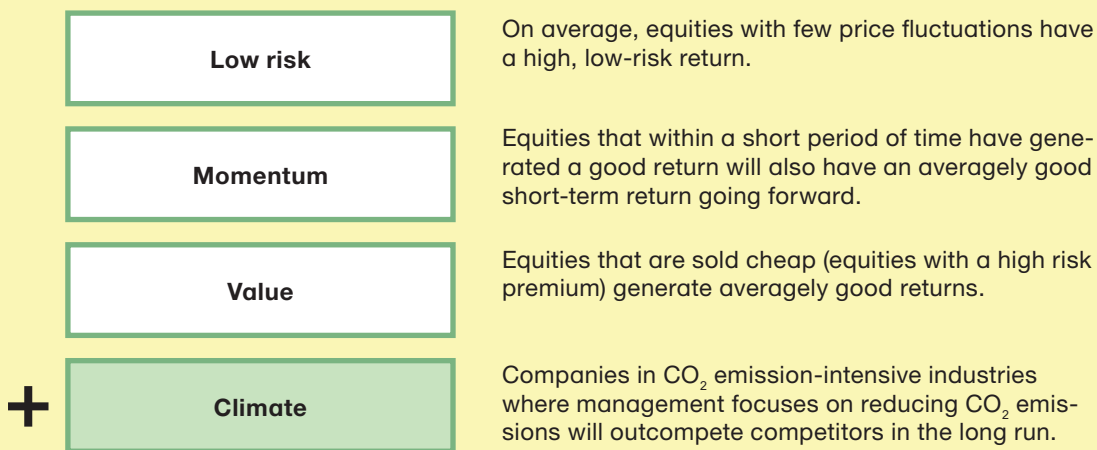 Low risk
On average, equities with few price fluctuations have
a high, low-risk return.
Momentum
Equities that within a short period of time have gene-
rated a good return will also have an averagely good
short-term return going forward.
Value
Equities that are sold cheap (equities with a high risk
premium) generate averagely good returns.
+ Climate
Companies in CO₂ emission-intensive industries
where management focuses on reducing CO₂ emis-
sions will outcompete competitors in the long run.